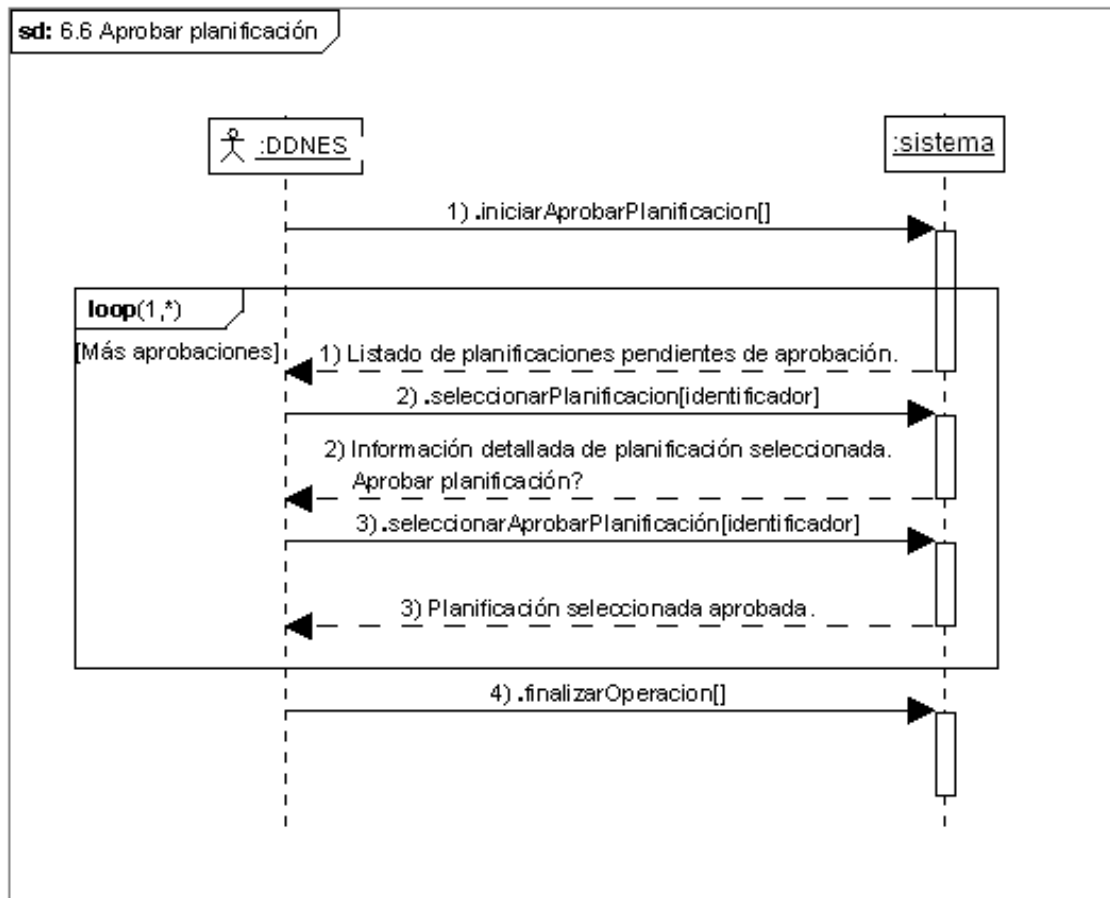 sd: 6.6 Aprobar planificación
:DDNES
:sistema
1) .iniciarAprobarPlanificacion[]
loop(1,*)
[Más aprobaciones]
1) Listado de planificaciones pendientes de aprobación.
2) .seleccionarPlanificacion[identificador]
2) Información detallada de planificación seleccionada.
Aprobar planificación?
3).seleccionarAprobarPlanificación[identificador]
3) Planificación seleccionada aprobada.
4) .finalizarOperacion[]